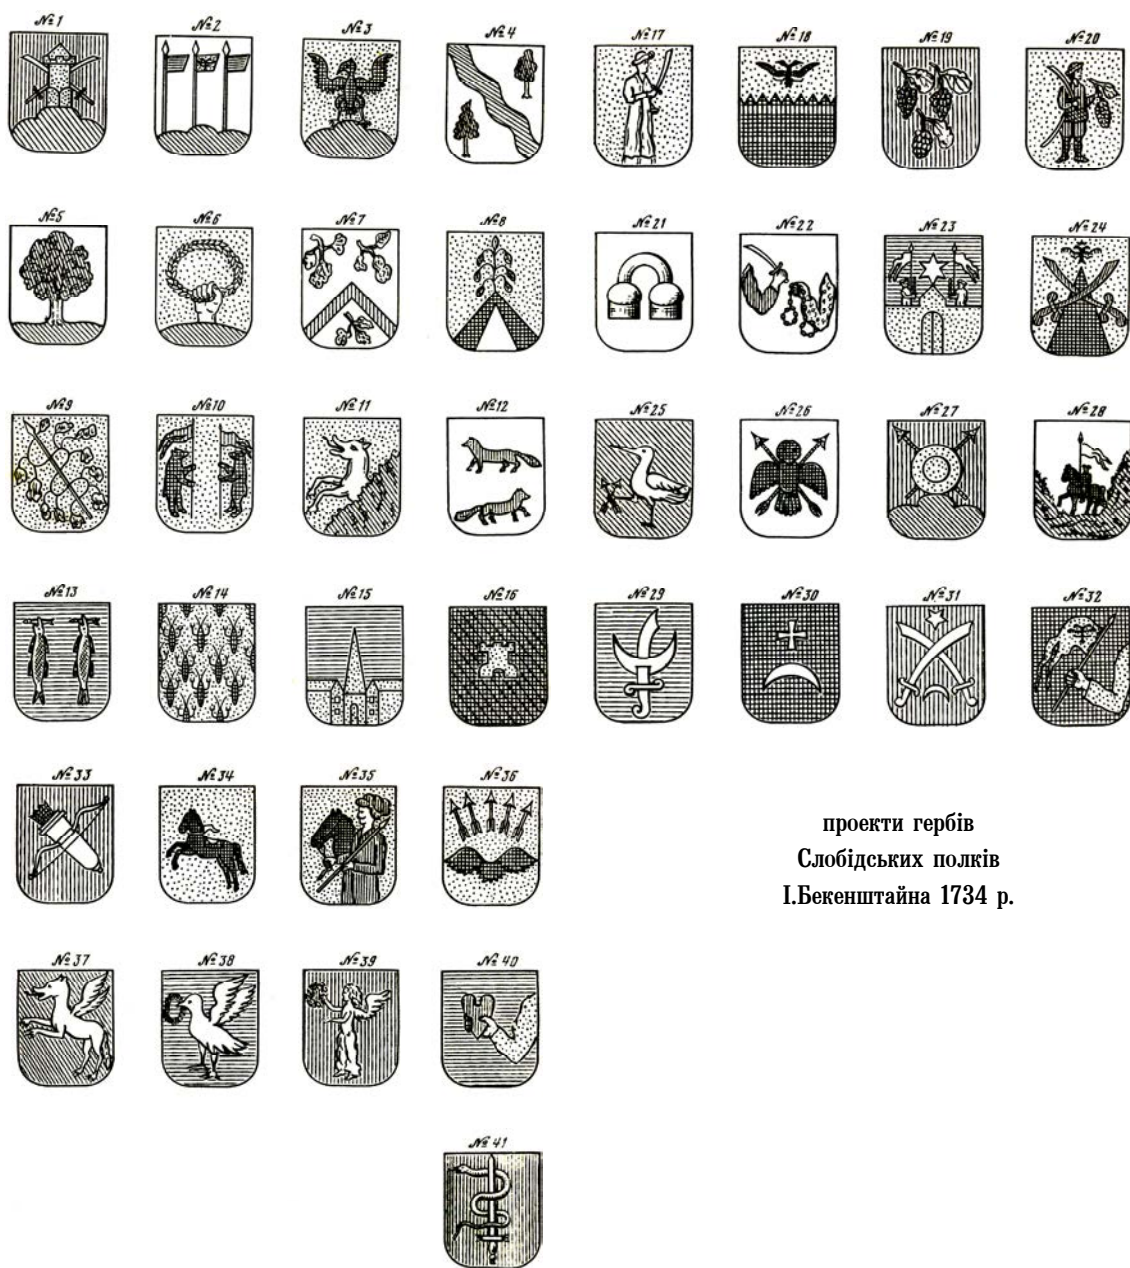 №1 №2 №3 №4 №17 №18 №19 №20
№5 №6 №7 №8 №21 №22 №23 №24
№9 №10 №11 №12 №25 №26 №27 №28
№13 №14 №15 №16 №29 №30 №31 №32
№33 №34 №35 №36
проекти гербів
Слобідських полків
І.Бекенштайна 1734 р.
№37 №38 №39 №40
№41